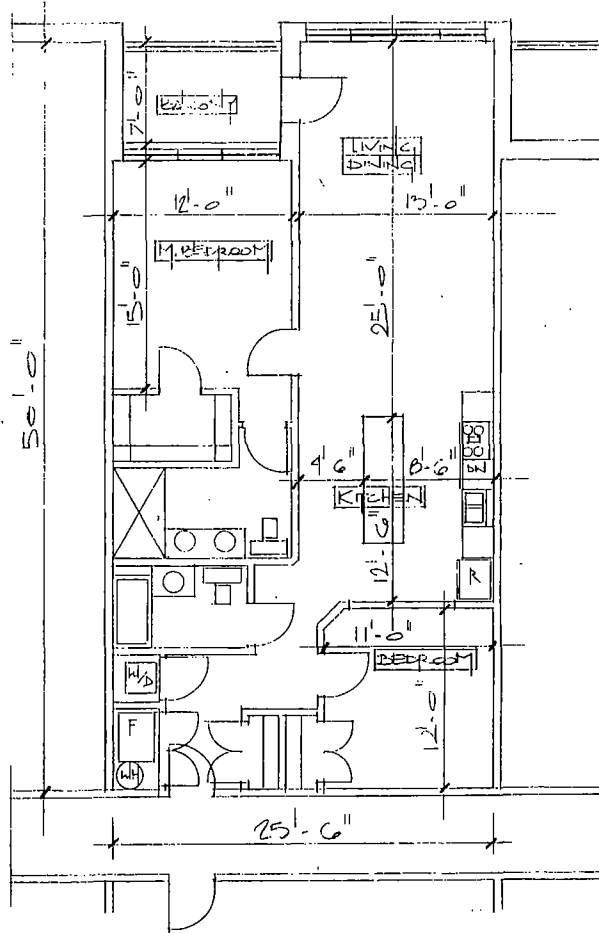 7'-0"
BALCONY
LIVING
DINING
12'-0"
13'-0"
M. BEDROOM
15'-0"
25'-0"
50'-0"
4'6"
8'-6"
DW
KITCHEN
12'-6"
R
11'-0"
BEDROOM
W/D
12'-0"
F
WH
25'-6"